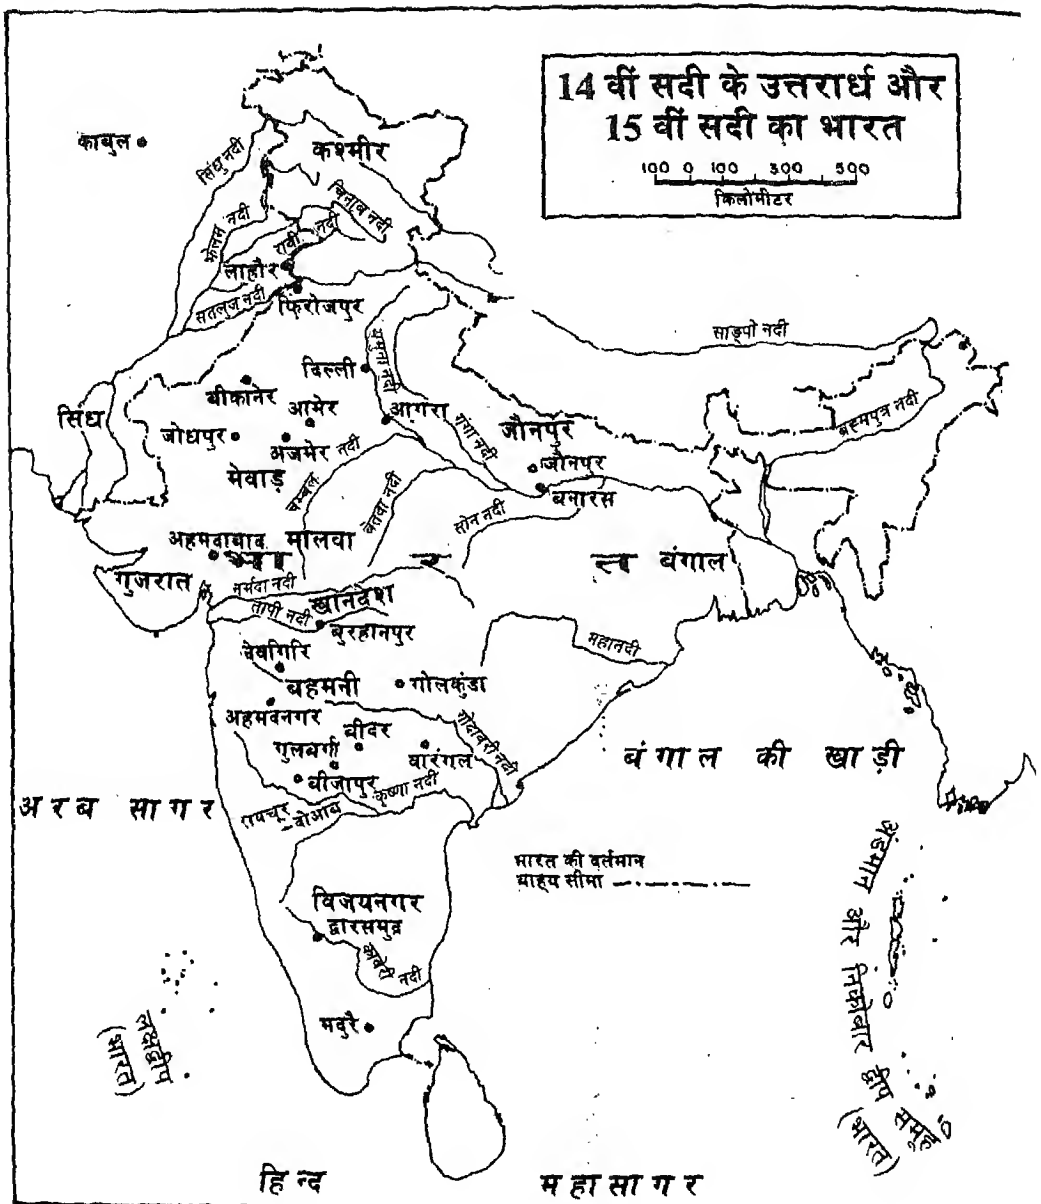 14 वीं सदी के उत्तरार्ध और
15 वीं सदी का भारत
100 0 100 300 500
किलोमीटर
काबुल
कश्मीर
सिंधु नदी
चिनाब नदी
झेलम नदी
रावी नदी
लाहौर
सतलुज नदी
फ़िरोजपुर
साङ्पो नदी
यमुना नदी
दिल्ली
बीकानेर
आमेर
आगरा
सिंध
जोधपुर
अजमेर
गंगा नदी
जौनपुर
ब्रह्मपुत्र नदी
जौनपुर
मेवाड़
चम्बल नदी
बेतवा नदी
बनारस
सोन नदी
अहमदाबाद
मालवा
भा र त
बंगाल
गुजरात
नर्मदा नदी
खानदेश
तापी नदी
बुरहानपुर
महानदी
देवगिरि
बहमनी
गोलकुंडा
अहमदनगर
बीदर
गोदावरी नदी
गुलबर्गा
वारंगल
बंगाल की खाड़ी
बीजापुर
कृष्णा नदी
अरब सागर
रायचूर
दोआब
भारत की वर्तमान
बाह्य सीमा
अंडमान और निकोबार द्वीप समूह
(भारत)
विजयनगर
द्वारसमुद्र
कावेरी नदी
लक्षद्वीप
(भारत)
मदुरै
हिन्द महासागर